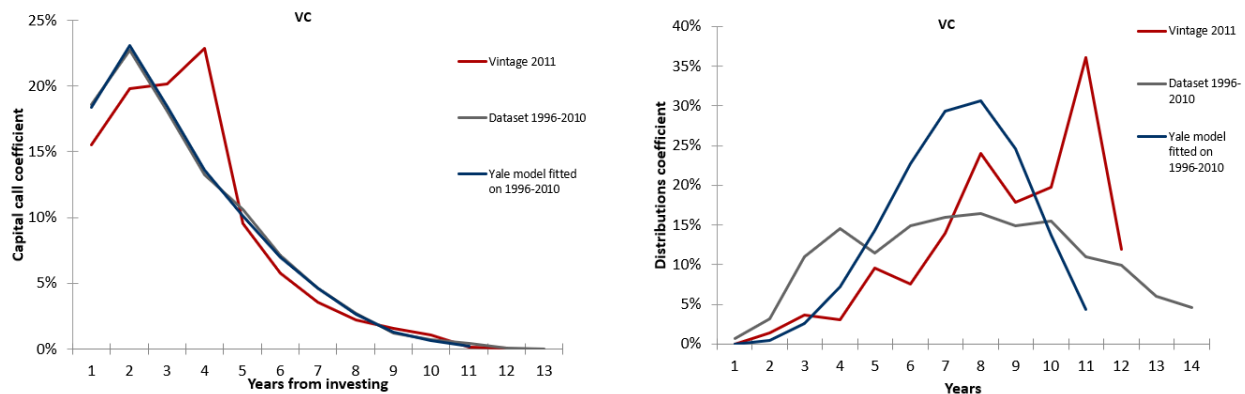 VC
25%
20%
15%
10%
5%
0%
Capital call coefficient
Vintage 2011
Dataset 1996-2010
Yale model fitted
on 1996-2010
1 2 3 4 5 6 7 8 9 10 11 12 13
Years from investing
VC
40%
35%
30%
25%
20%
15%
10%
5%
0%
Distributions coefficient
Vintage 2011
Dataset 1996-
2010
Yale model
fitted on
1996-2010
1 2 3 4 5 6 7 8 9 10 11 12 13 14
Years